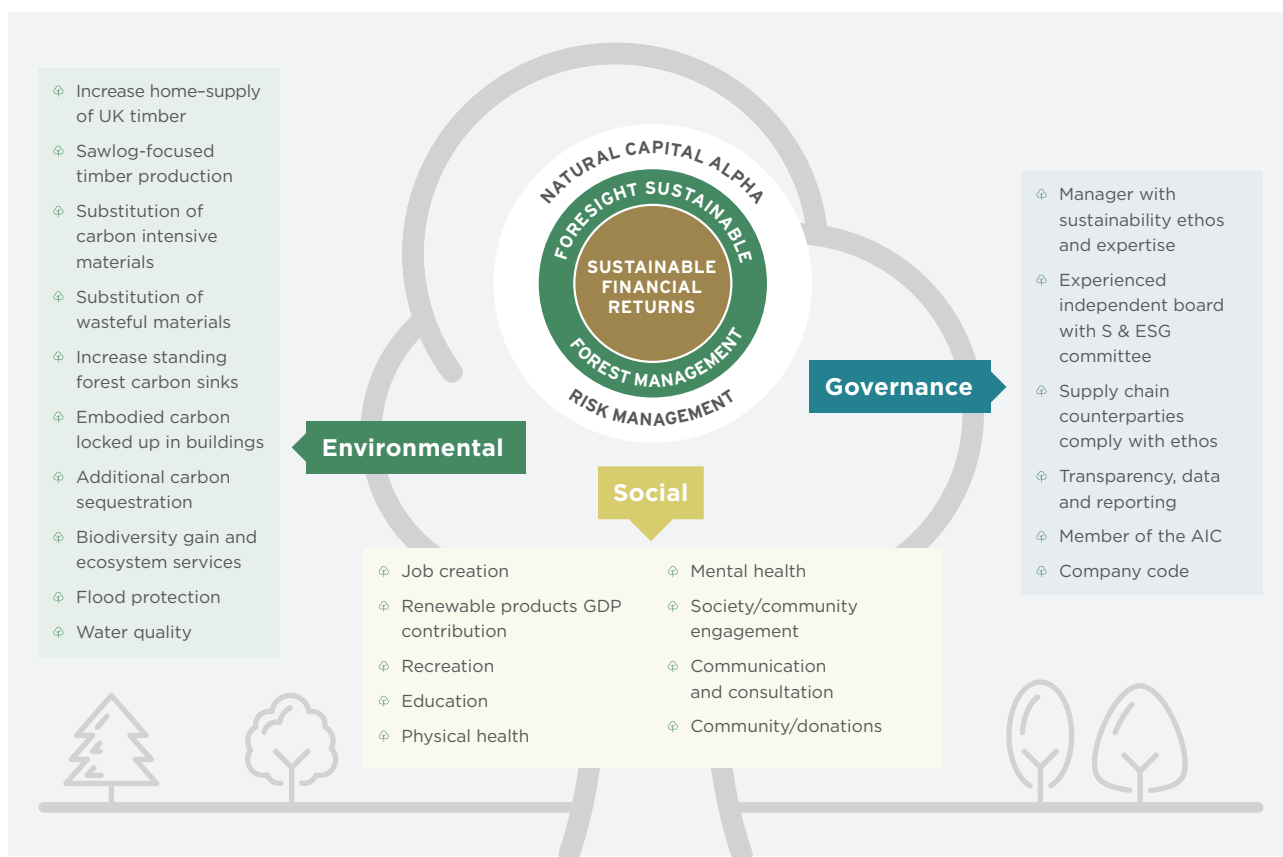 Increase home–supply
of UK timber
Sawlog-focused
timber production
Substitution of
carbon intensive
materials
Substitution of
wasteful materials
Increase standing
forest carbon sinks
Embodied carbon
locked up in buildings
Additional carbon
sequestration
Biodiversity gain and
ecosystem services
Flood protection
Water quality
Environmental
NATURAL CAPITAL ALPHA
FORESIGHT SUSTAINABLE
SUSTAINABLE
FINANCIAL
RETURNS
FOREST MANAGEMENT
RISK MANAGEMENT
Social
Job creation
Renewable products GDP
contribution
Recreation
Education
Physical health
Mental health
Society/community
engagement
Communication
and consultation
Community/donations
Governance
Manager with
sustainability ethos
and expertise
Experienced
independent board
with S & ESG
committee
Supply chain
counterparties
comply with ethos
Transparency, data
and reporting
Member of the AIC
Company code